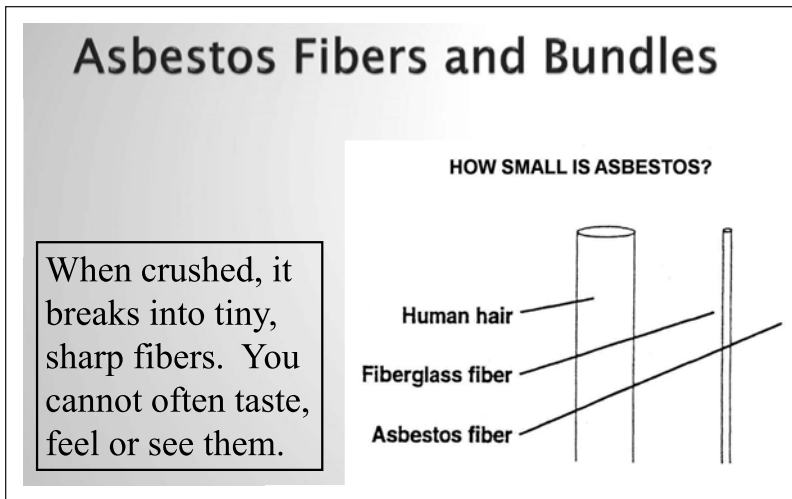 Asbestos Fibers and Bundles
HOW SMALL IS ASBESTOS?
When crushed, it
breaks into tiny,
sharp fibers.  You
cannot often taste,
feel or see them.
Human hair
Fiberglass fiber
Asbestos fiber